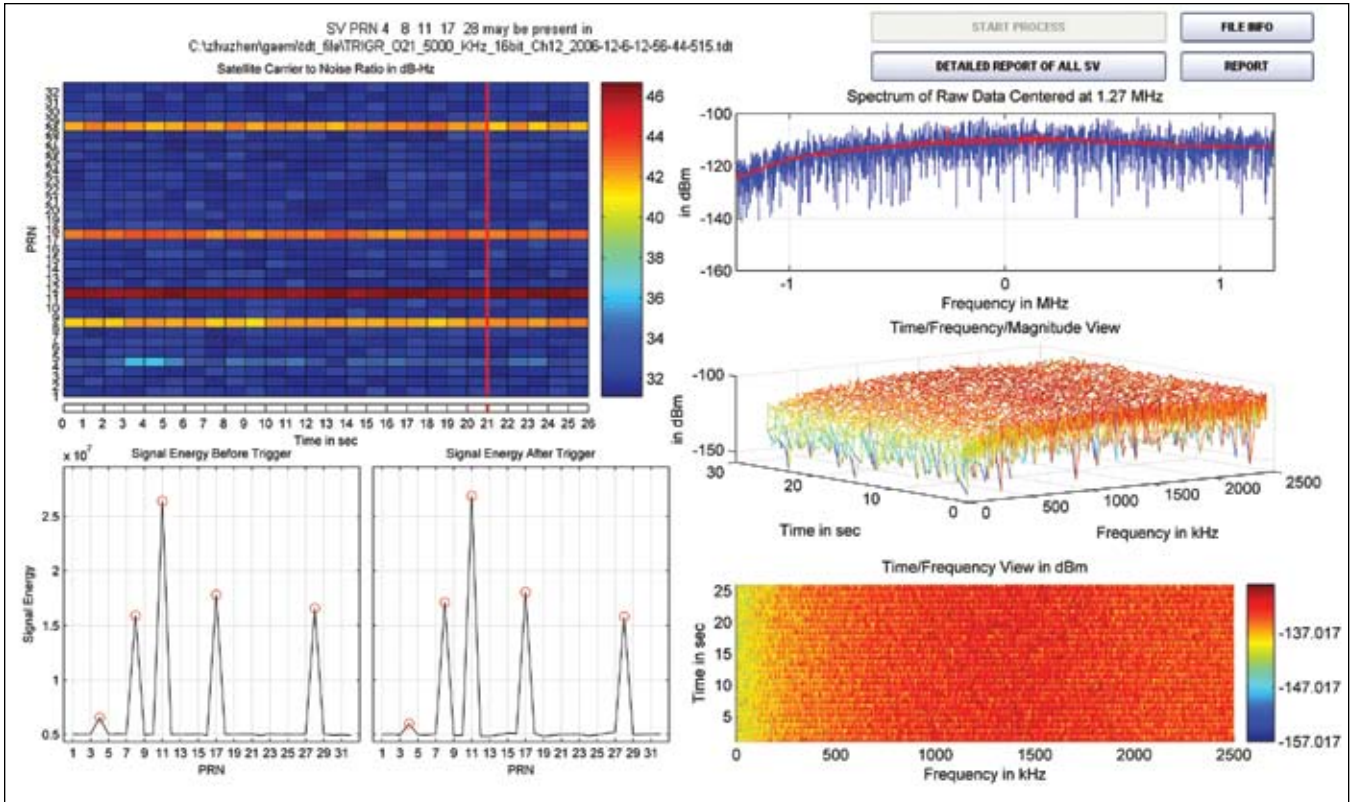 SV PRN 4 8 11 17 28 may be present in
C:\zhuzhen\gaem\tdt_file\TRIGR_O21_5000_KHz_16bit_Ch12_2006-12-6-12-56-44-515.tdt
START PROCESS
FILE INFO
DETAILED REPORT OF ALL SV
REPORT
Satellite Carrier to Noise Ratio in dB-Hz
PRN
46
44
42
40
38
36
34
32
0 1 2 3 4 5 6 7 8 9 10 11 12 13 14 15 16 17 18 19 20 21 22 23 24 25 26
Time in sec
Spectrum of Raw Data Centered at 1.27 MHz
in dBm
-100
-120
-140
-160
-1 0 1
Frequency in MHz
Time/Frequency/Magnitude View
in dBm
-100
-150
30 20 10 0
Time in sec
0 500 1000 1500 2000 2500
Frequency in kHz
Signal Energy Before Trigger
x 10^7
Signal Energy
2.5
2
1.5
1
0.5
1 3 5 7 9 11 13 15 17 19 21 23 25 27 29 31
PRN
Signal Energy After Trigger
1 3 5 7 9 11 13 15 17 19 21 23 25 27 29 31
PRN
Time/Frequency View in dBm
Time in sec
25
20
15
10
5
0 500 1000 1500 2000 2500
Frequency in kHz
-137.017
-147.017
-157.017